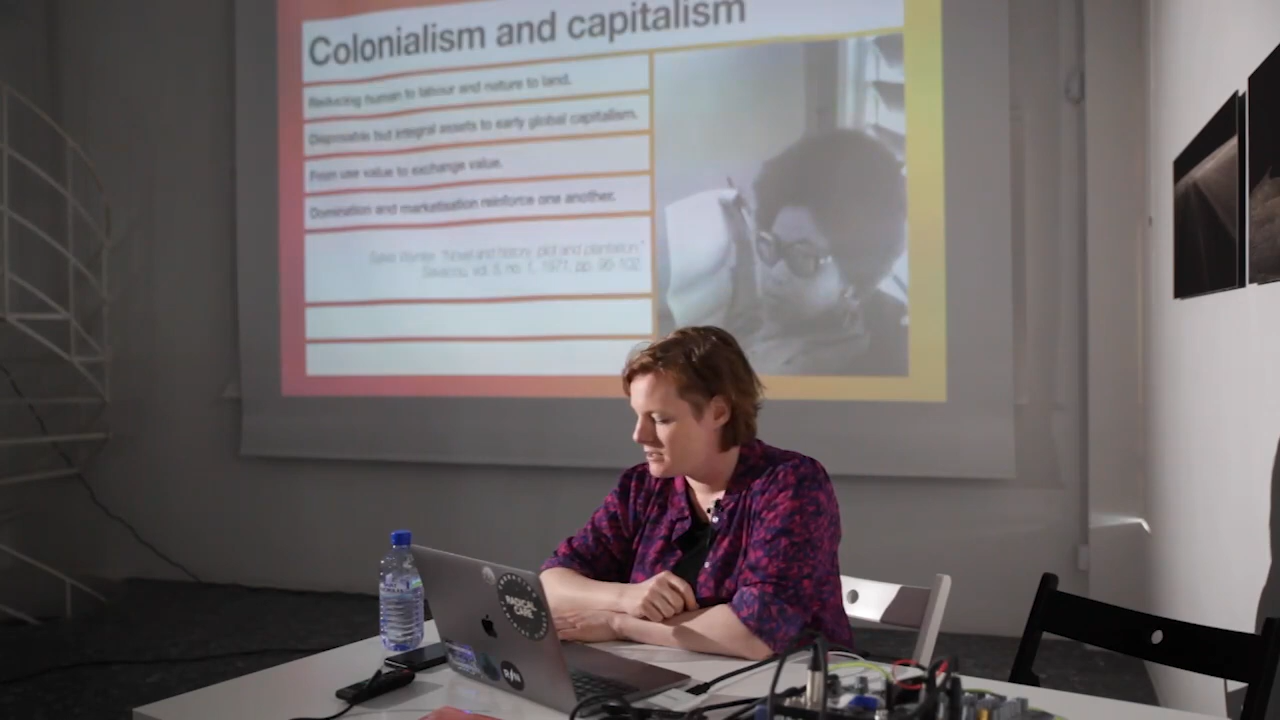 Colonialism and capitalism
Reducing human to labour and nature to land.
Disposable but integral assets to early global capitalism.
From use value to exchange value.
Domination and marketisation reinforce one another.
Sylvia Wynter, "Novel and history, plot and plantation"
Savacou, vol. 5, no. 1, 1971, pp. 95-102
RADICAL
CARE